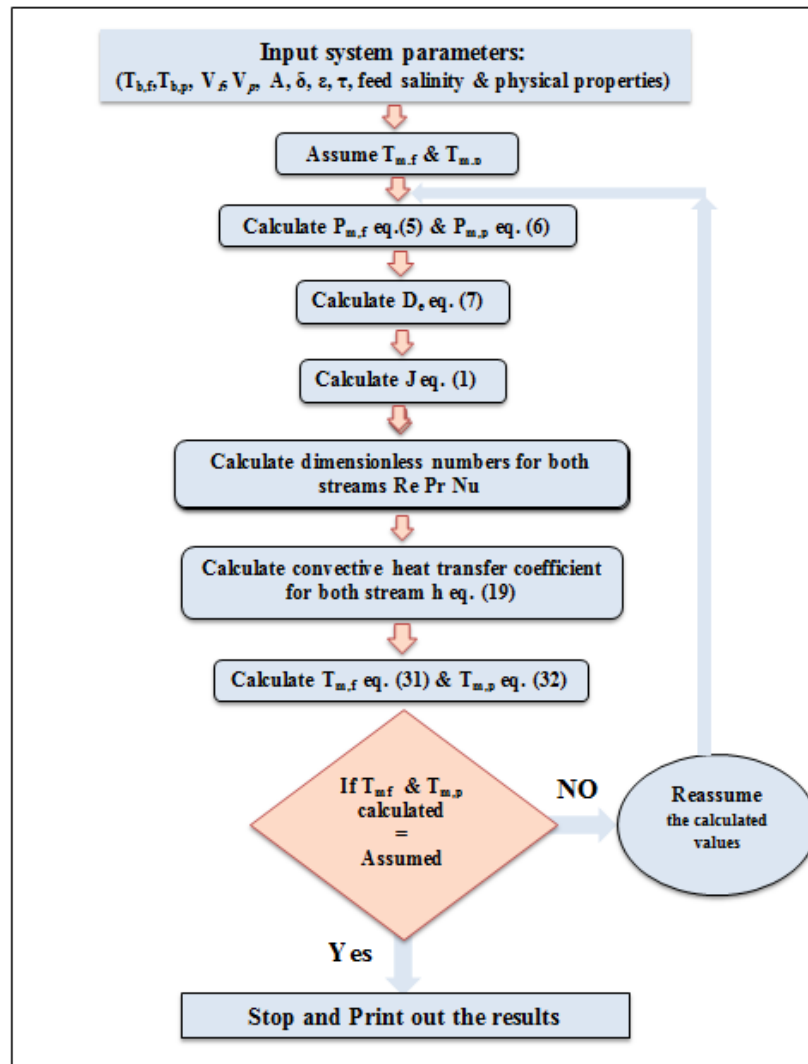 Input system parameters:
(T_b,f,T_b,p, V_f, V_p, A, δ, ε, τ, feed salinity & physical properties)
Assume T_m,f & T_m,p
Calculate P_m,f eq.(5) & P_m,p eq. (6)
Calculate D_e eq. (7)
Calculate J eq. (1)
Calculate dimensionless numbers for both
streams Re Pr Nu
Calculate convective heat transfer coefficient
for both stream h eq. (19)
Calculate T_m,f eq. (31) & T_m,p eq. (32)
If T_mf & T_m,p
calculated
=
Assumed
NO
Reassume
the calculated
values
Yes
Stop and Print out the results